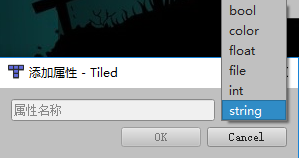 bool
color
float
file
int
string
添加属性 - Tiled
属性名称
OK
Cancel